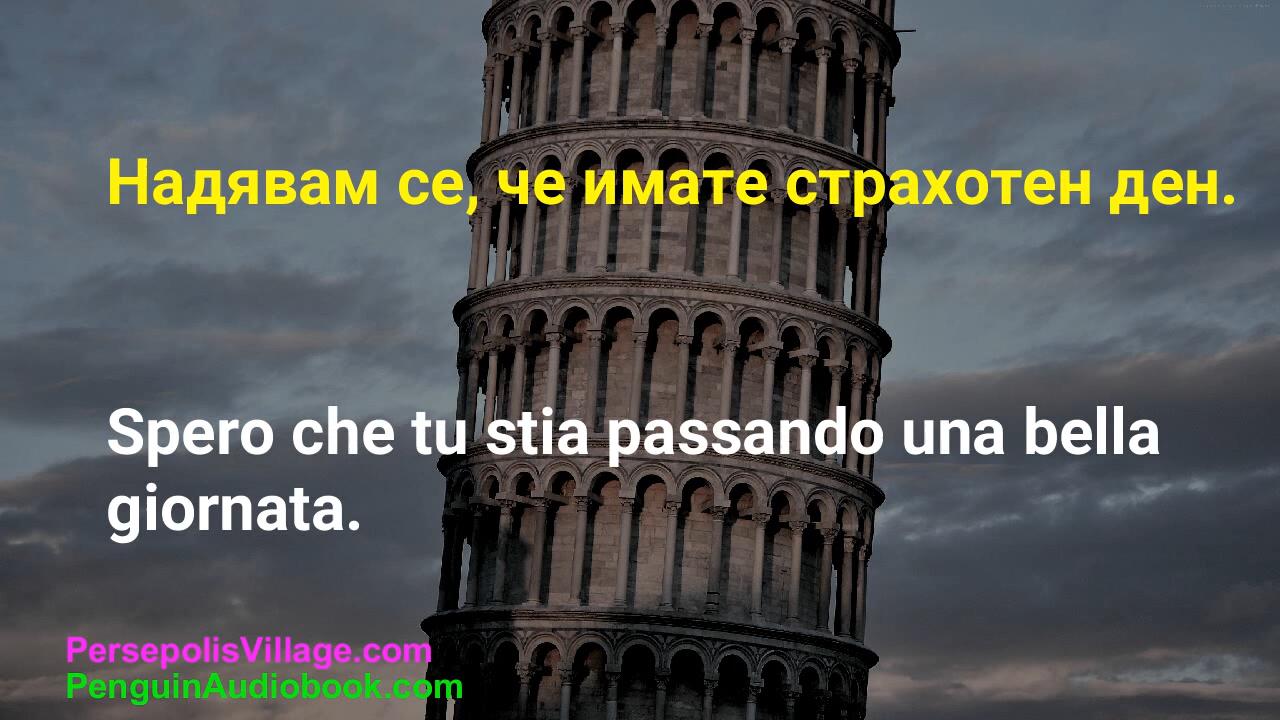 Надявам се, че имате страхотен ден.
Spero che tu stia passando una bella
giornata.
PersepolisVillage.com
PenguinAudiobook.com